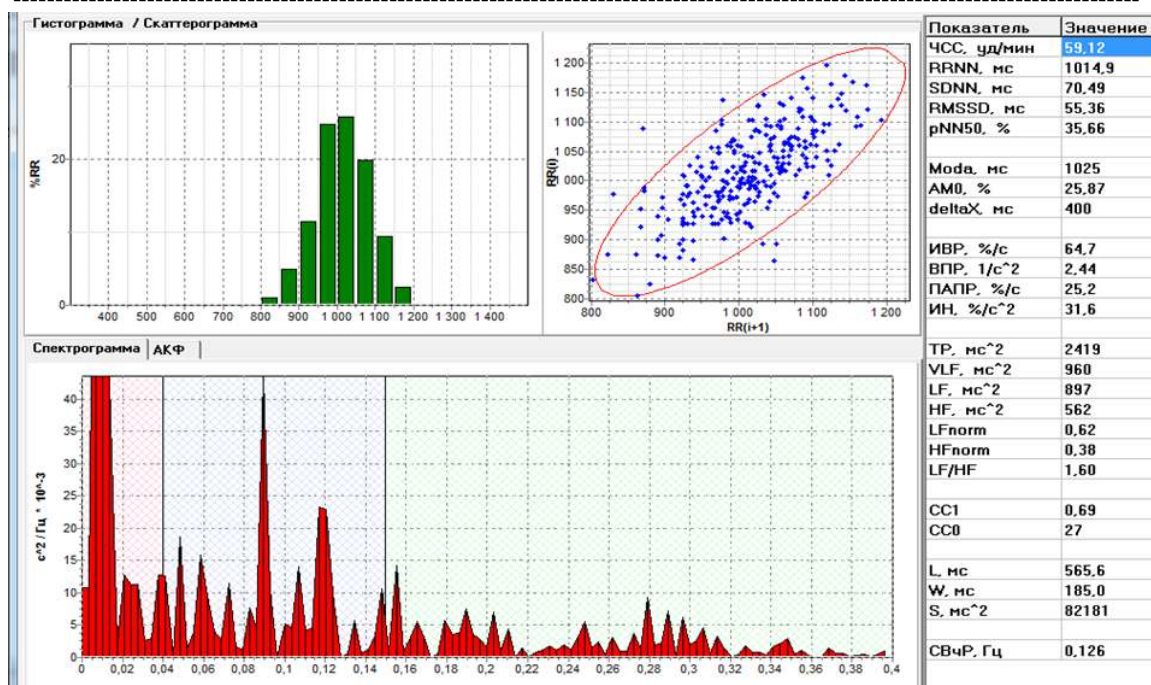 Гистограмма / Скаттерограмма
%RR
20
0
400 500 600 700 800 900 1 000 1 100 1 200 1 300 1 400
RR(i)
1 200
1 150
1 100
1 050
1 000
950
900
850
800
800 900 1 000 1 100 1 200
RR(i+1)
Спектрограмма АКФ
с^2 / Гц * 10^-3
40
35
30
25
20
15
10
5
0
0 0,02 0,04 0,06 0,08 0,1 0,12 0,14 0,16 0,18 0,2 0,22 0,24 0,26 0,28 0,3 0,32 0,34 0,36 0,38 0,4
Показатель Значение
ЧСС, уд/мин 59,12
RRNN, мс 1014,9
SDNN, мс 70,49
RMSSD, мс 55,36
pNN50, % 35,66
Moda, мс 1025
AM0, % 25,87
deltaX, мс 400
ИВР, %/с 64,7
ВПР, 1/с^2 2,44
ПАПР, %/с 25,2
ИН, %/с^2 31,6
TP, мс^2 2419
VLF, мс^2 960
LF, мс^2 897
HF, мс^2 562
LFnorm 0,62
HFnorm 0,38
LF/HF 1,60
CC1 0,69
CC0 27
L, мс 565,6
W, мс 185,0
S, мс^2 82181
СВчР, Гц 0,126